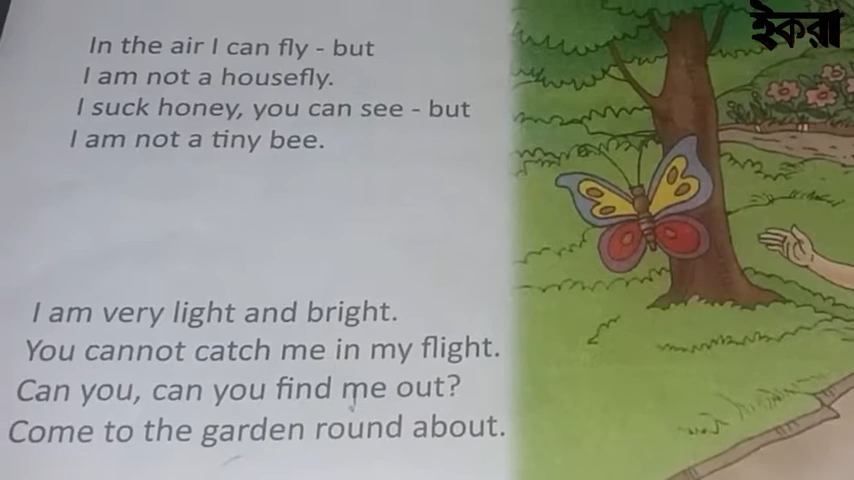 ইকরা
In the air I can fly - but
I am not a housefly.
I suck honey, you can see - but
I am not a tiny bee.
I am very light and bright.
You cannot catch me in my flight.
Can you, can you find me out?
Come to the garden round about.